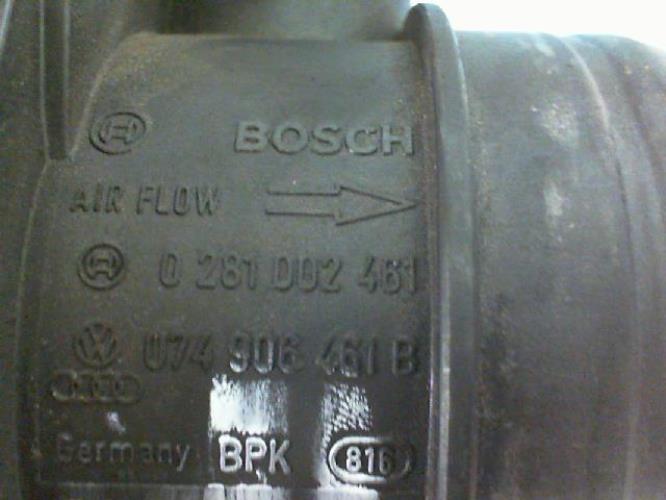 BOSCH
AIR FLOW
0 281 002 461
074 906 461 B
Germany BPK 816